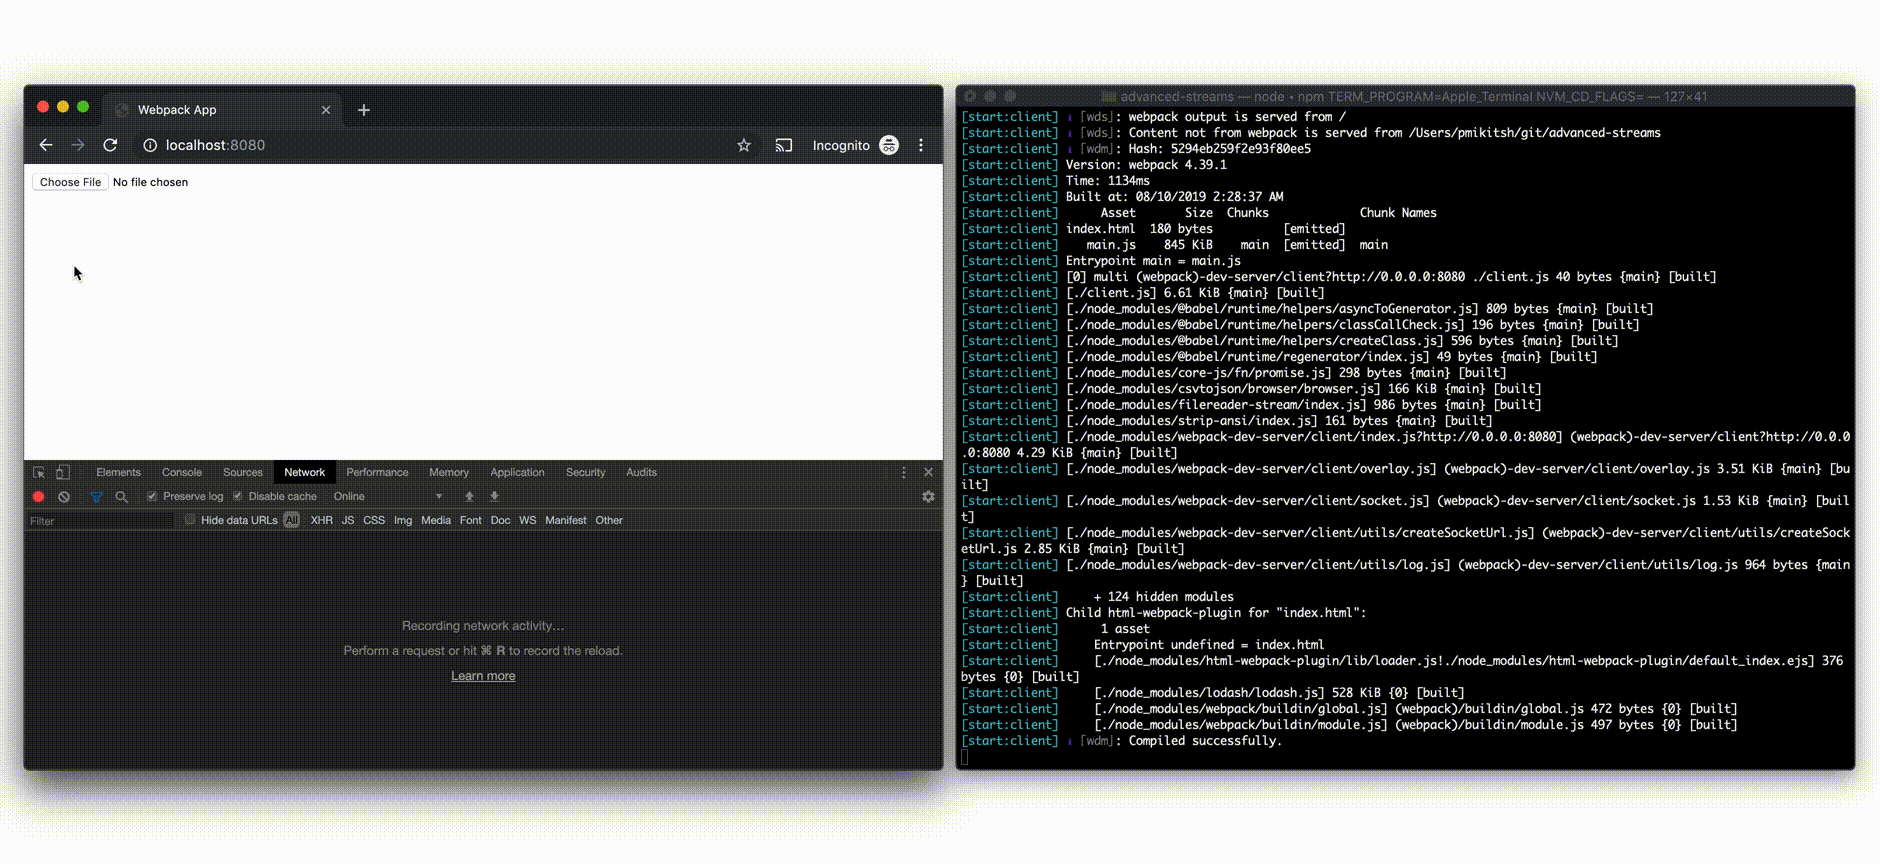 Webpack App
localhost:8080
Incognito
Choose File No file chosen
Elements Console Sources Network Performance Memory Application Security Audits
Preserve log Disable cache Online
Filter Hide data URLs All XHR JS CSS Img Media Font Doc WS Manifest Other
Recording network activity...
Perform a request or hit ⌘ R to record the reload.
Learn more
advanced-streams — node • npm TERM_PROGRAM=Apple_Terminal NVM_CD_FLAGS= — 127×41
[start:client] ℹ ｢wds｣: webpack output is served from /
[start:client] ℹ ｢wds｣: Content not from webpack is served from /Users/pmikitsh/git/advanced-streams
[start:client] ℹ ｢wdm｣: Hash: 5294eb259f2e93f80ee5
[start:client] Version: webpack 4.39.1
[start:client] Time: 1134ms
[start:client] Built at: 08/10/2019 2:28:37 AM
[start:client] Asset Size Chunks Chunk Names
[start:client] index.html 180 bytes [emitted]
[start:client] main.js 845 KiB main [emitted] main
[start:client] Entrypoint main = main.js
[start:client] [0] multi (webpack)-dev-server/client?http://0.0.0.0:8080 ./client.js 40 bytes {main} [built]
[start:client] [./client.js] 6.61 KiB {main} [built]
[start:client] [./node_modules/@babel/runtime/helpers/asyncToGenerator.js] 809 bytes {main} [built]
[start:client] [./node_modules/@babel/runtime/helpers/classCallCheck.js] 196 bytes {main} [built]
[start:client] [./node_modules/@babel/runtime/helpers/createClass.js] 596 bytes {main} [built]
[start:client] [./node_modules/@babel/runtime/regenerator/index.js] 49 bytes {main} [built]
[start:client] [./node_modules/core-js/fn/promise.js] 298 bytes {main} [built]
[start:client] [./node_modules/csvtojson/browser/browser.js] 166 KiB {main} [built]
[start:client] [./node_modules/filereader-stream/index.js] 986 bytes {main} [built]
[start:client] [./node_modules/strip-ansi/index.js] 161 bytes {main} [built]
[start:client] [./node_modules/webpack-dev-server/client/index.js?http://0.0.0.0:8080] (webpack)-dev-server/client?http://0.0.0
.0:8080 4.29 KiB {main} [built]
[start:client] [./node_modules/webpack-dev-server/client/overlay.js] (webpack)-dev-server/client/overlay.js 3.51 KiB {main} [bu
ilt]
[start:client] [./node_modules/webpack-dev-server/client/socket.js] (webpack)-dev-server/client/socket.js 1.53 KiB {main} [buil
t]
[start:client] [./node_modules/webpack-dev-server/client/utils/createSocketUrl.js] (webpack)-dev-server/client/utils/createSock
etUrl.js 2.85 KiB {main} [built]
[start:client] [./node_modules/webpack-dev-server/client/utils/log.js] (webpack)-dev-server/client/utils/log.js 964 bytes {main
} [built]
[start:client] + 124 hidden modules
[start:client] Child html-webpack-plugin for "index.html":
[start:client] 1 asset
[start:client] Entrypoint undefined = index.html
[start:client] [./node_modules/html-webpack-plugin/lib/loader.js!./node_modules/html-webpack-plugin/default_index.ejs] 376
bytes {0} [built]
[start:client] [./node_modules/lodash/lodash.js] 528 KiB {0} [built]
[start:client] [./node_modules/webpack/buildin/global.js] (webpack)/buildin/global.js 472 bytes {0} [built]
[start:client] [./node_modules/webpack/buildin/module.js] (webpack)/buildin/module.js 497 bytes {0} [built]
[start:client] ℹ ｢wdm｣: Compiled successfully.